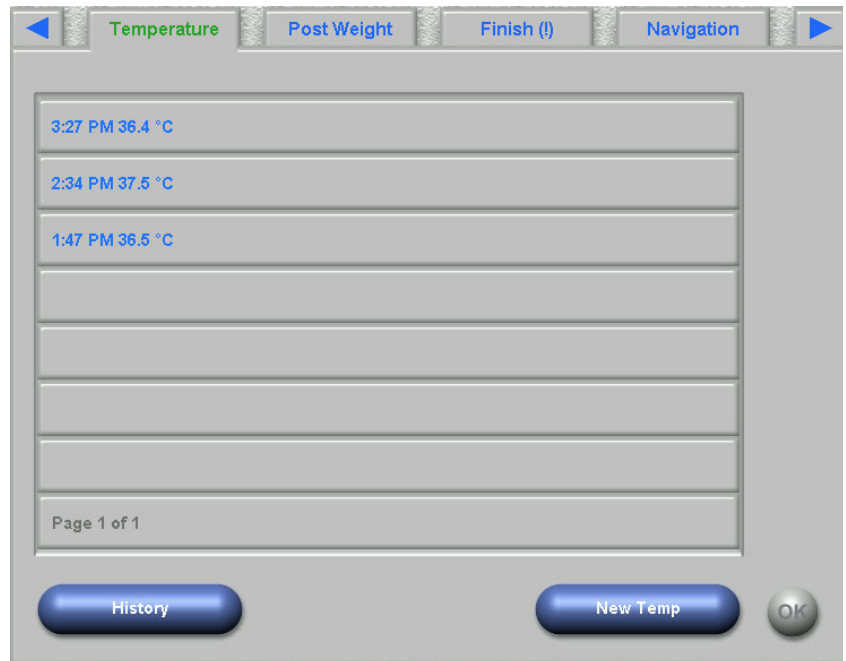 Temperature Post Weight Finish (!) Navigation
3:27 PM 36.4 °C
2:34 PM 37.5 °C
1:47 PM 36.5 °C
Page 1 of 1
History New Temp OK